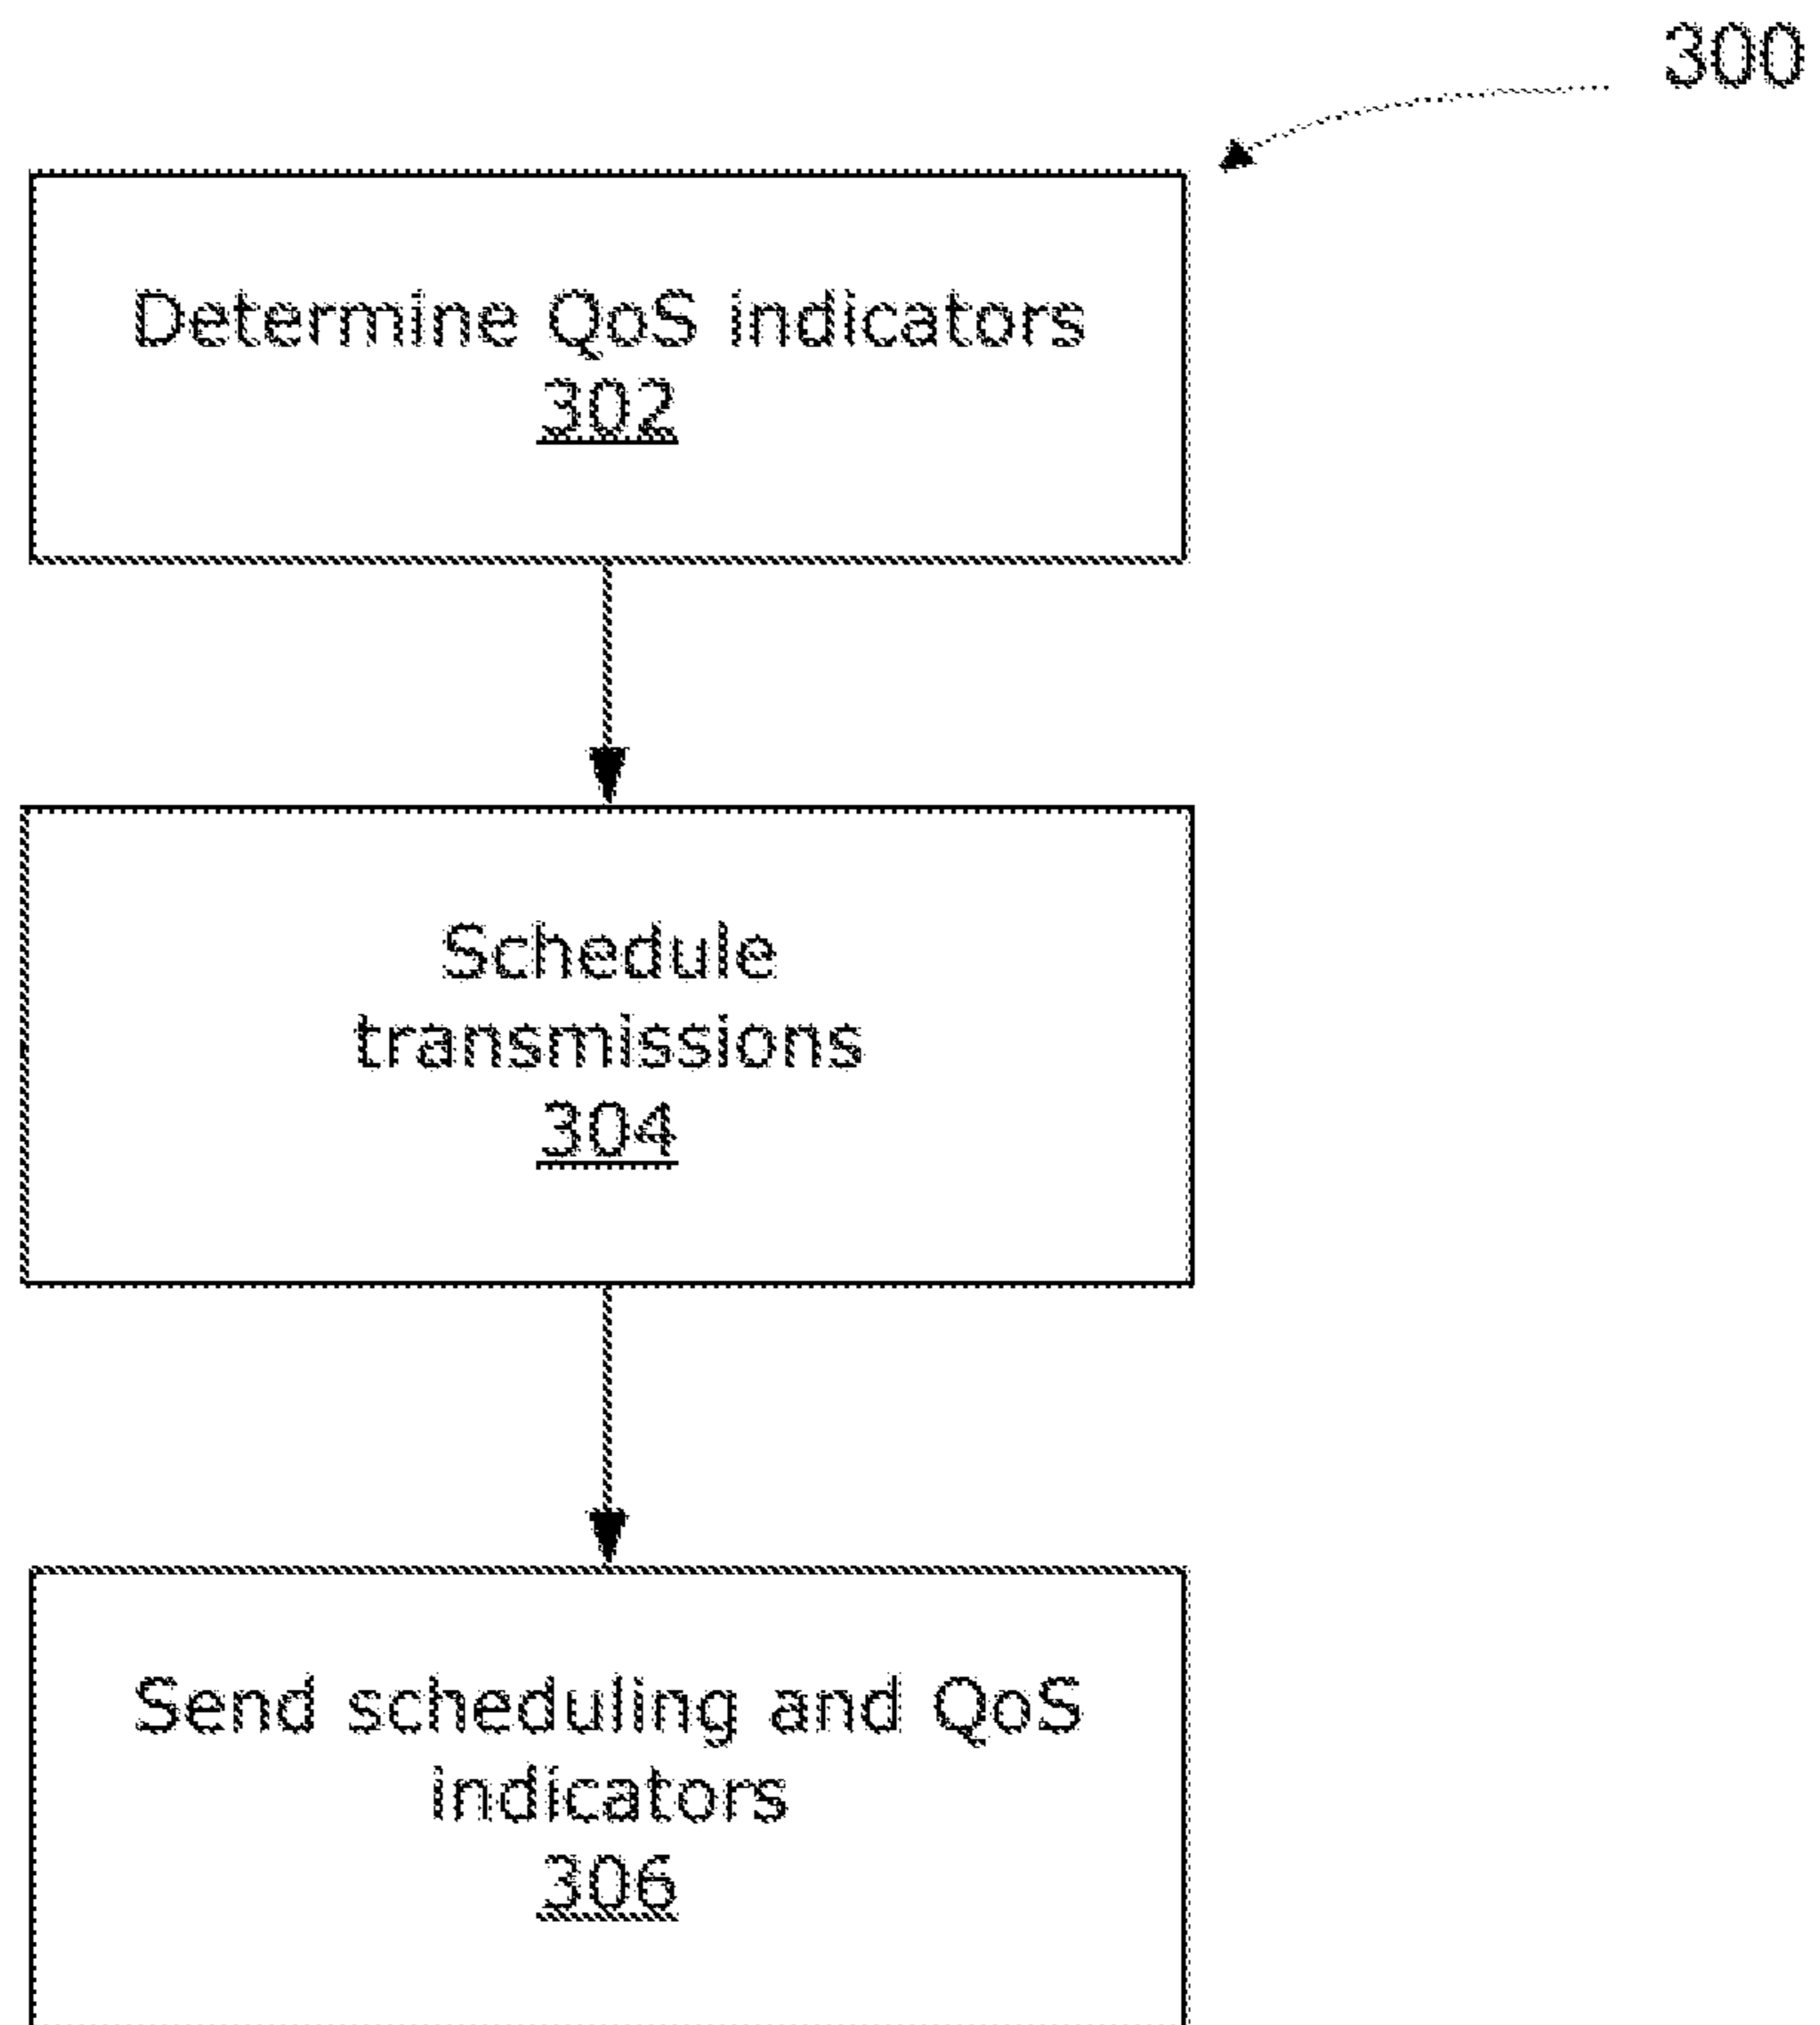 300
Determine QoS indicators
302
Schedule
transmissions
304
Send scheduling and QoS
indicators
306